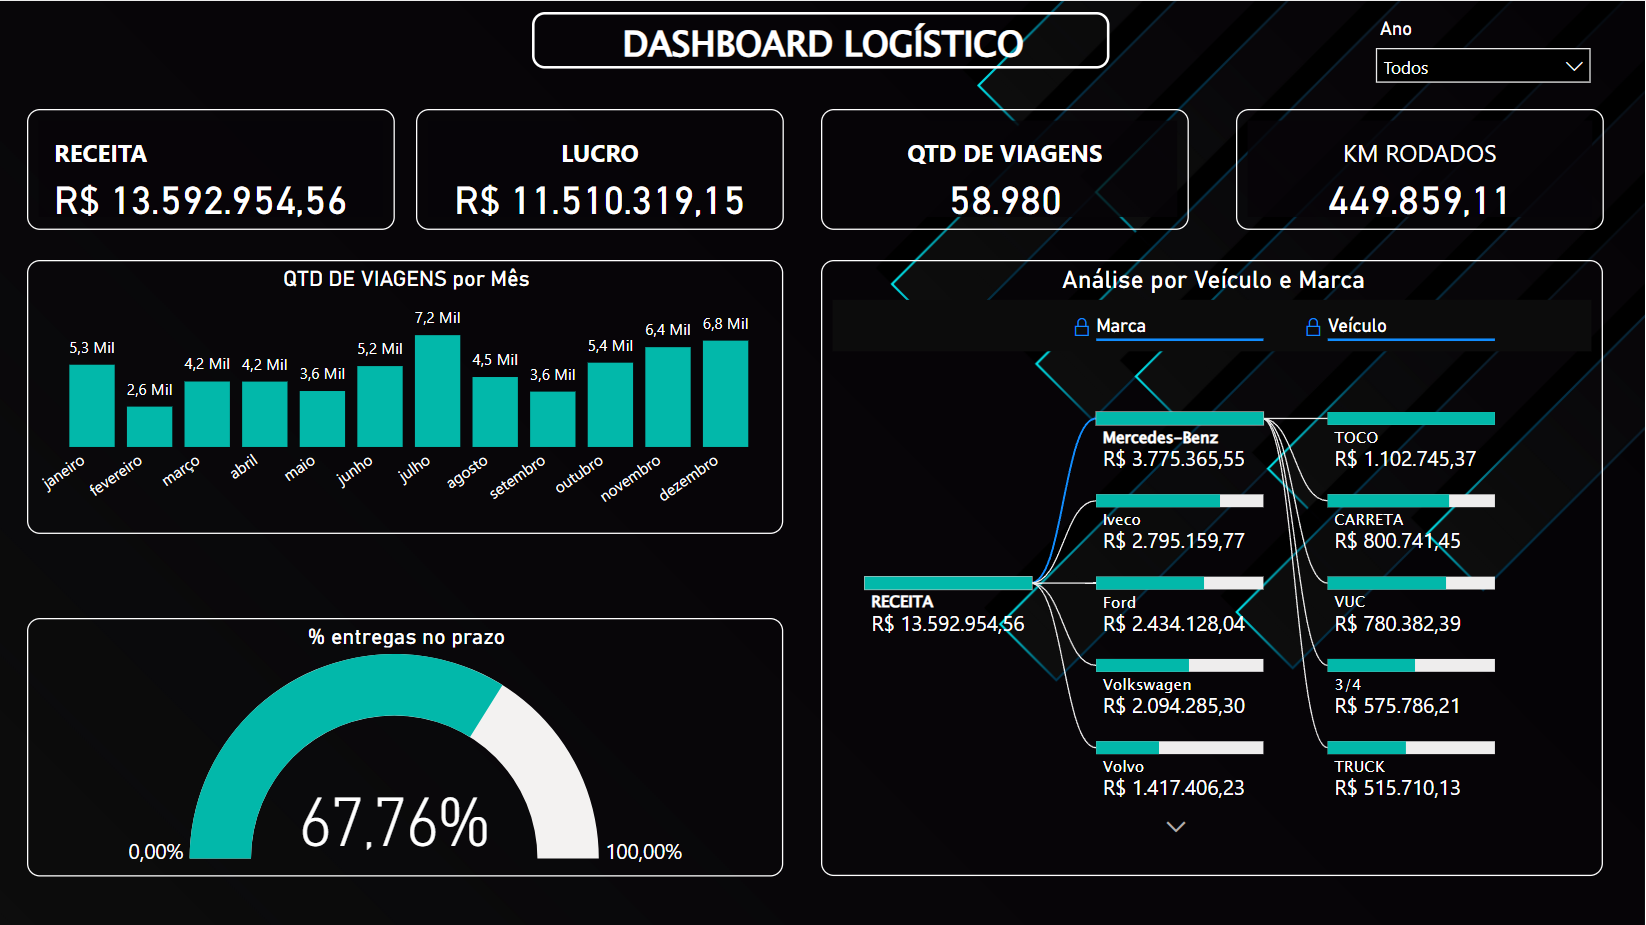 DASHBOARD LOGÍSTICO
Ano
Todos
RECEITA
R$ 13.592.954,56
LUCRO
R$ 11.510.319,15
QTD DE VIAGENS
58.980
KM RODADOS
449.859,11
QTD DE VIAGENS por Mês
5,3 Mil
2,6 Mil
4,2 Mil
4,2 Mil
3,6 Mil
5,2 Mil
7,2 Mil
4,5 Mil
3,6 Mil
5,4 Mil
6,4 Mil
6,8 Mil
janeiro
fevereiro
março
abril
maio
junho
julho
agosto
setembro
outubro
novembro
dezembro
% entregas no prazo
67,76%
0,00%
100,00%
Análise por Veículo e Marca
Marca
Veículo
RECEITA
R$ 13.592.954,56
Mercedes-Benz
R$ 3.775.365,55
Iveco
R$ 2.795.159,77
Ford
R$ 2.434.128,04
Volkswagen
R$ 2.094.285,30
Volvo
R$ 1.417.406,23
TOCO
R$ 1.102.745,37
CARRETA
R$ 800.741,45
VUC
R$ 780.382,39
3/4
R$ 575.786,21
TRUCK
R$ 515.710,13